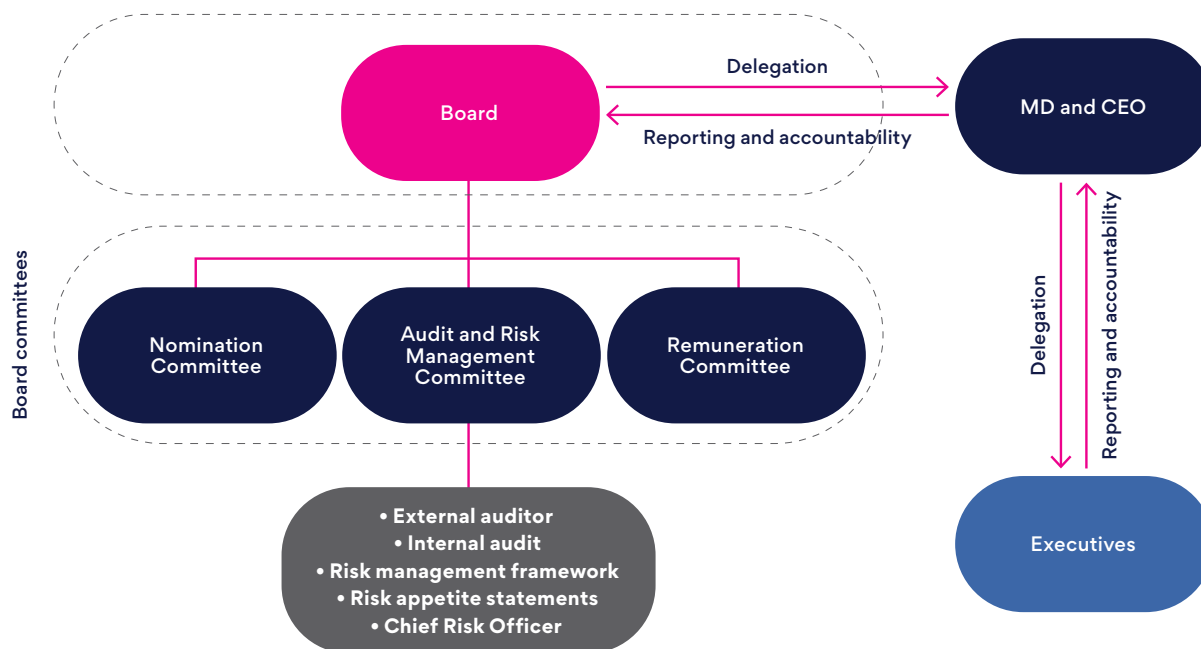 Delegation
Board
MD and CEO
Reporting and accountability
Board committees
Nomination
Committee
Audit and Risk
Management
Committee
Remuneration
Committee
Delegation
Reporting and accountability
• External auditor
• Internal audit
• Risk management framework
• Risk appetite statements
• Chief Risk Officer
Executives